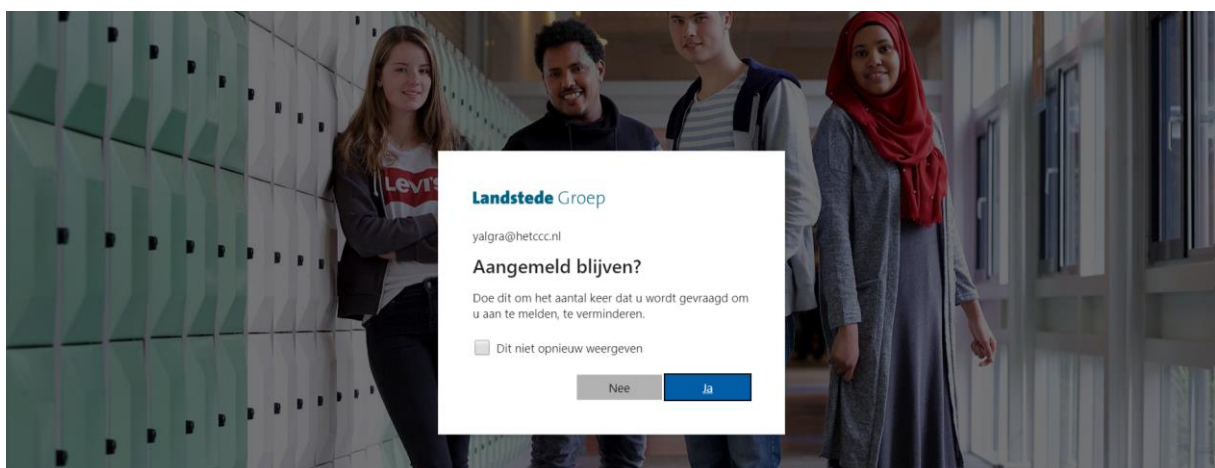 LEVI'S
Landstede Groep
yalgra@hetccc.nl
Aangemeld blijven?
Doe dit om het aantal keer dat u wordt gevraagd om
u aan te melden, te verminderen.
Dit niet opnieuw weergeven
Nee Ja